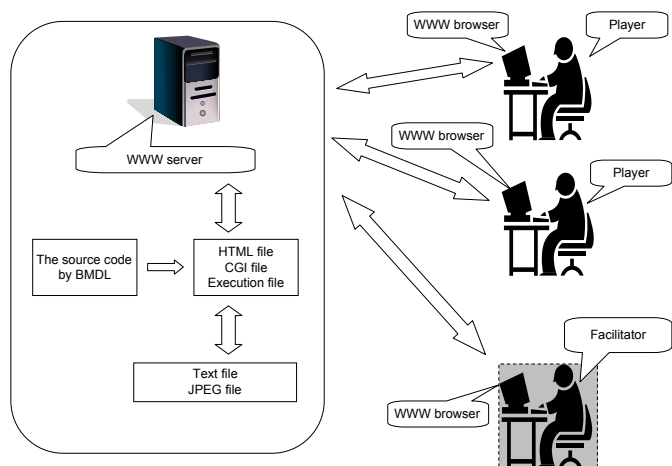 WWW server
The source code
by BMDL
HTML file
CGI file
Execution file
Text file
JPEG file
WWW browser
Player
WWW browser
Player
Facilitator
WWW browser